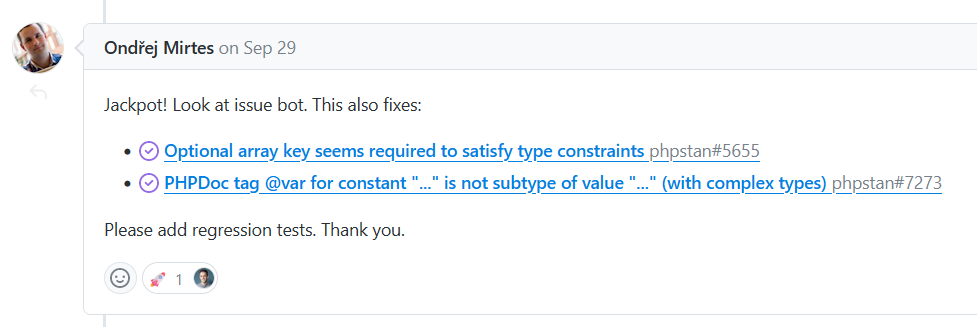 Ondřej Mirtes on Sep 29
Jackpot! Look at issue bot. This also fixes:
Optional array key seems required to satisfy type constraints phpstan#5655
PHPDoc tag @var for constant "..." is not subtype of value "..." (with complex types) phpstan#7273
Please add regression tests. Thank you.
1